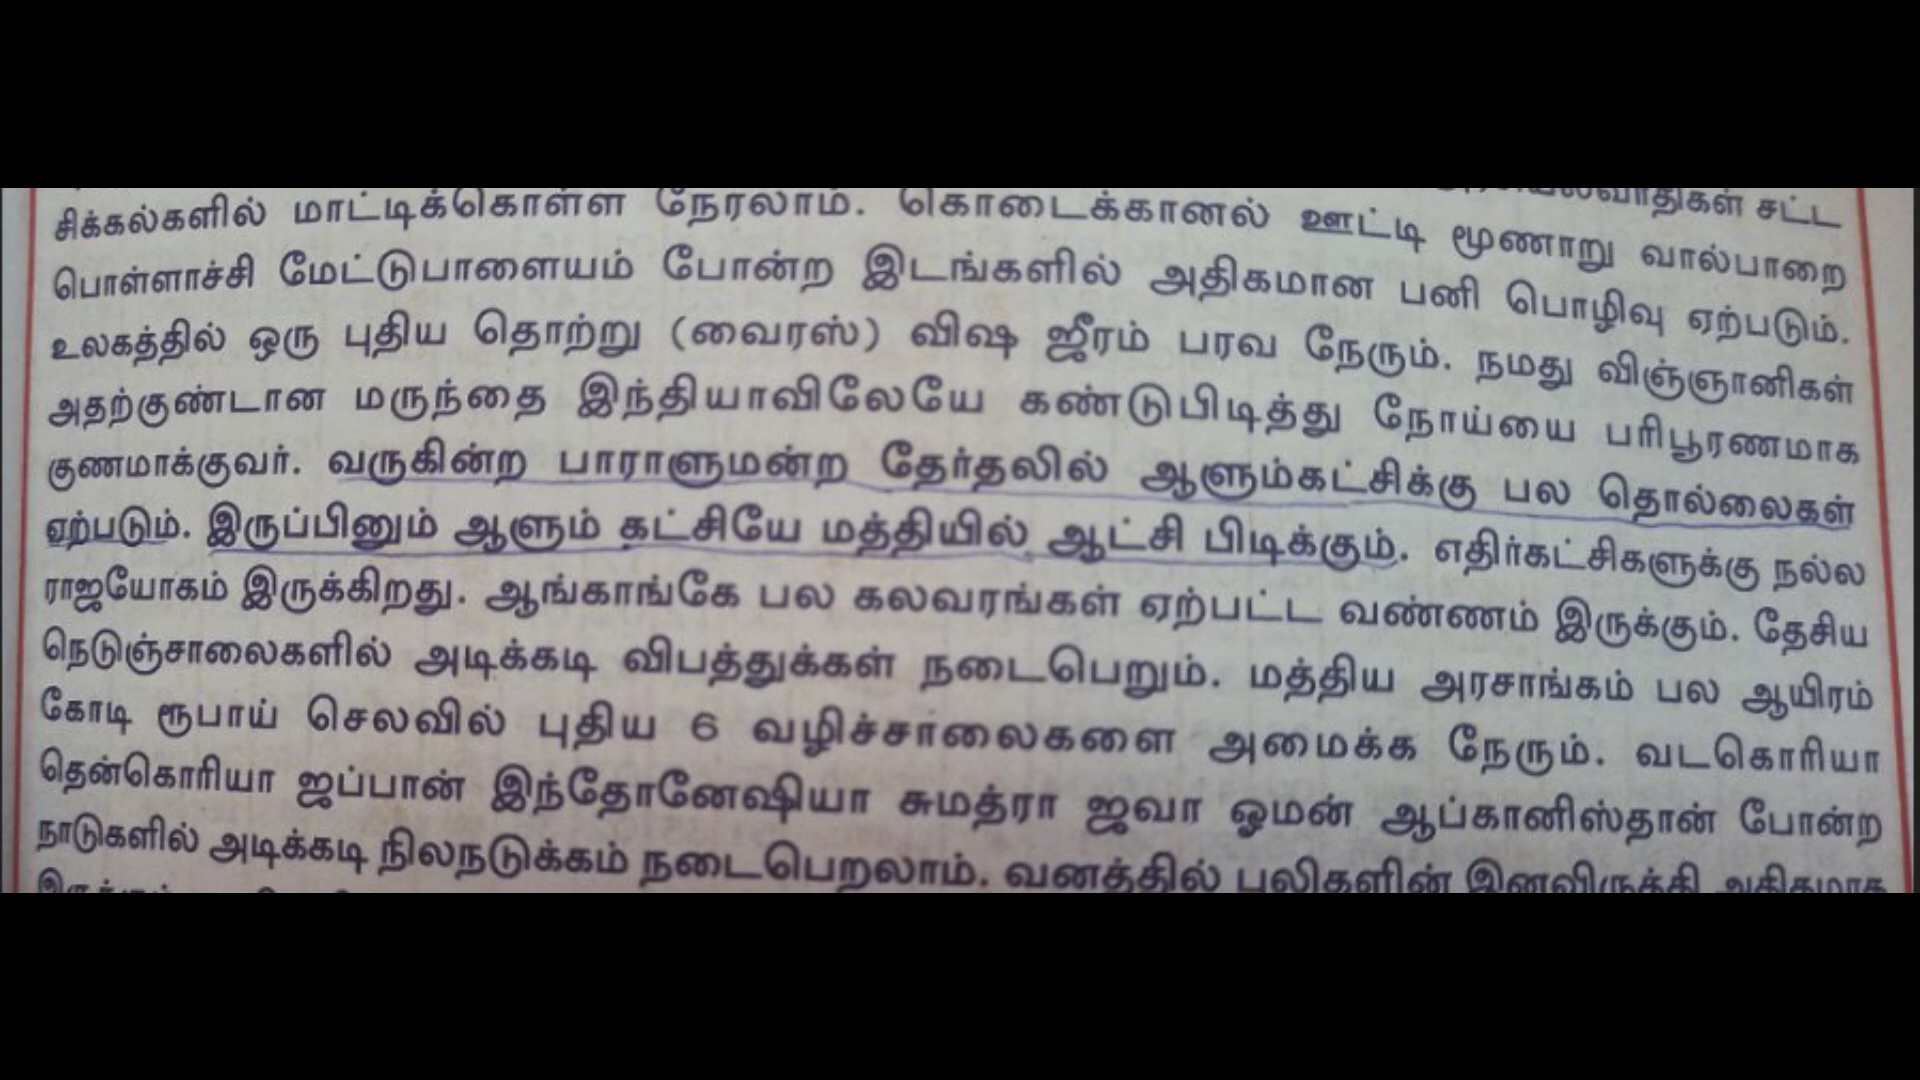 சட்ட
சிக்கல்களில் மாட்டிக்கொள்ள நேரலாம். கொடைக்கானல் ஊட்டி மூணாறு வால்பாறை
பொள்ளாச்சி மேட்டுபாளையம் போன்ற இடங்களில் அதிகமான பனி பொழிவு ஏற்படும்.
உலகத்தில் ஒரு புதிய தொற்று (வைரஸ்) விஷ ஜீரம் பரவ நேரும். நமது விஞ்ஞானிகள்
அதற்குண்டான மருந்தை இந்தியாவிலேயே கண்டுபிடித்து நோய்யை பரிபூரணமாக
குணமாக்குவர். வருகின்ற பாராளுமன்ற தேர்தலில் ஆளும்கட்சிக்கு பல தொல்லைகள்
ஏற்படும். இருப்பினும் ஆளும் கட்சியே மத்தியில் ஆட்சி பிடிக்கும். எதிர்கட்சிகளுக்கு நல்ல
ராஜயோகம் இருக்கிறது. ஆங்காங்கே பல கலவரங்கள் ஏற்பட்ட வண்ணம் இருக்கும். தேசிய
நெடுஞ்சாலைகளில் அடிக்கடி விபத்துக்கள் நடைபெறும். மத்திய அரசாங்கம் பல ஆயிரம்
கோடி ரூபாய் செலவில் புதிய 6 வழிச்சாலைகளை அமைக்க நேரும். வடகொரியா
தென்கொரியா ஜப்பான் இந்தோனேஷியா சுமத்ரா ஜவா ஓமன் ஆப்கானிஸ்தான் போன்ற
நாடுகளில் அடிக்கடி நிலநடுக்கம் நடைபெறலாம். வனத்தில் புலிகளின் இனவிருத்தி அதிகமாக